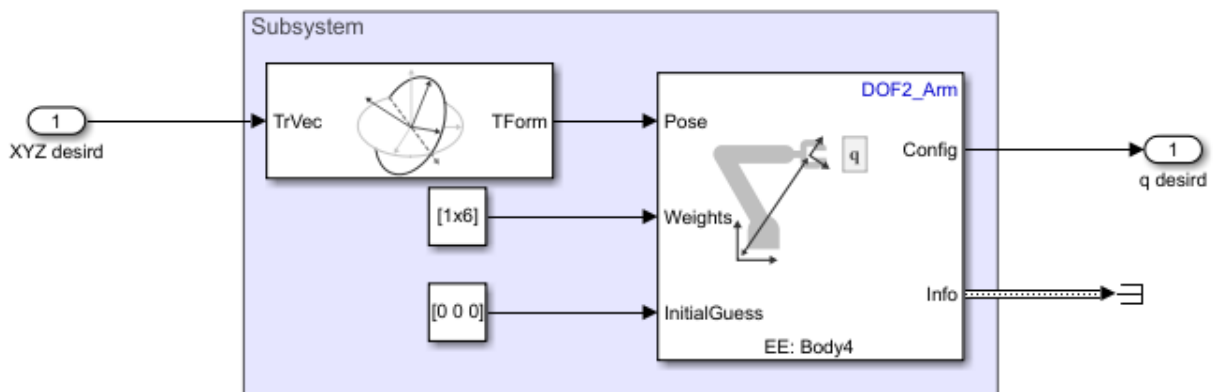 Subsystem
1
XYZ desird
TrVec
TForm
[1x6]
[0 0 0]
DOF2_Arm
Pose
Weights
InitialGuess
q
Config
Info
EE: Body4
1
q desird